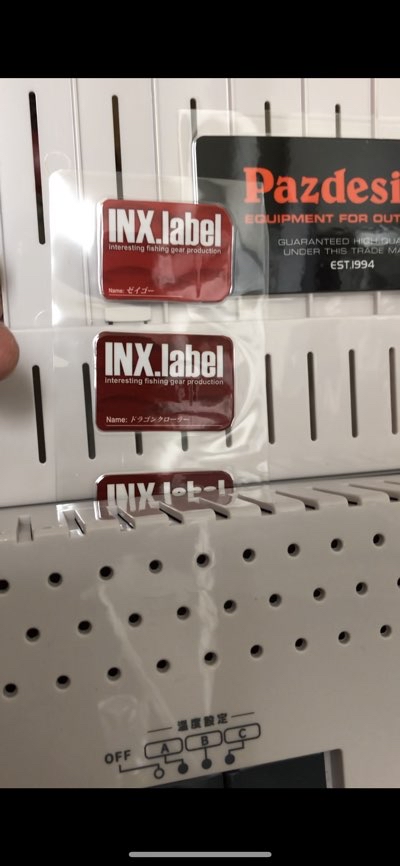 INX.label
interesting fishing gear production
Name: ゼイゴー
Pazdesi
EQUIPMENT FOR OUT
GUARANTEED HIGH QUA
UNDER THIS TRADE MA
EST.1994
INX.label
interesting fishing gear production
Name: ドラゴンクローラー
INX.label
温度設定
OFF A B C